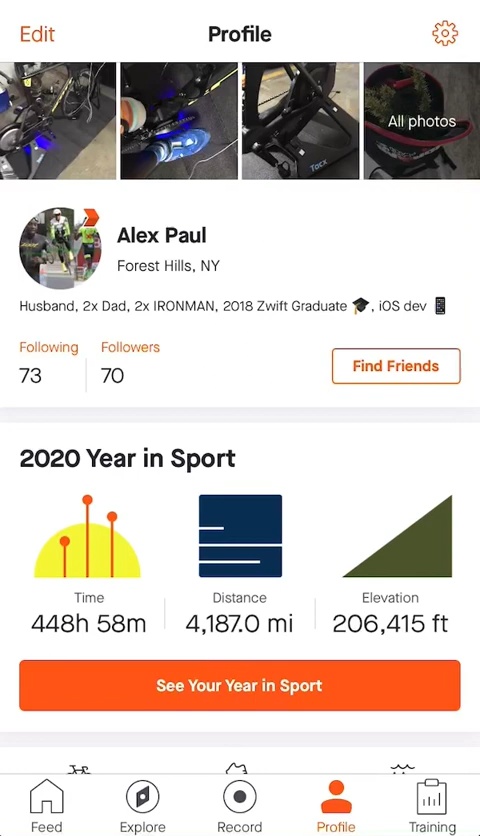 Edit
Profile
Tacx
All photos
Alex Paul
Forest Hills, NY
Husband, 2x Dad, 2x IRONMAN, 2018 Zwift Graduate 🎓, iOS dev 📱
Following
Followers
73
70
Find Friends
2020 Year in Sport
Time
Distance
Elevation
448h 58m
4,187.0 mi
206,415 ft
See Your Year in Sport
Feed
Explore
Record
Profile
Training